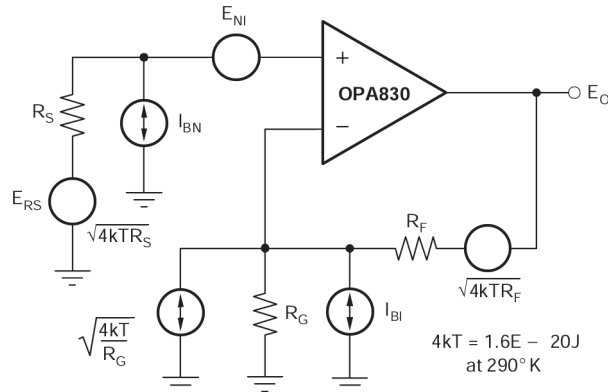 E_NI
+
OPA830
−
E_O
R_S
I_BN
E_RS
√4kTR_S
R_F
√4kTR_F
√4kT/R_G
R_G
I_BI
4kT = 1.6E − 20J
at 290°K